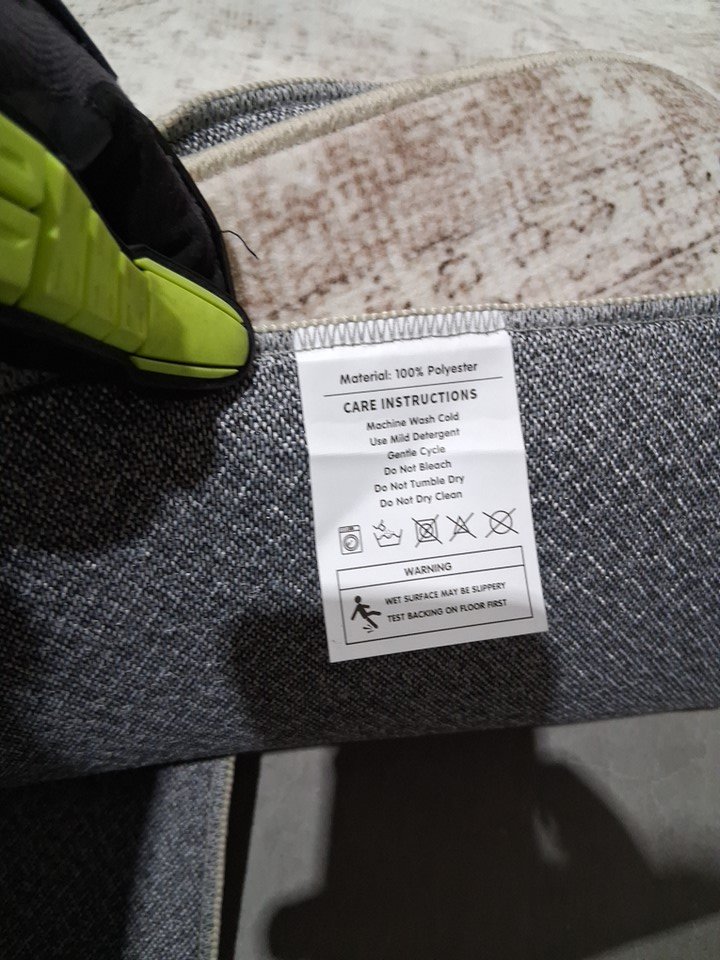 Material: 100% Polyester
CARE INSTRUCTIONS
Machine Wash Cold
Use Mild Detergent
Gentle Cycle
Do Not Bleach
Do Not Tumble Dry
Do Not Dry Clean
WARNING
WET SURFACE MAY BE SLIPPERY
TEST BACKING ON FLOOR FIRST